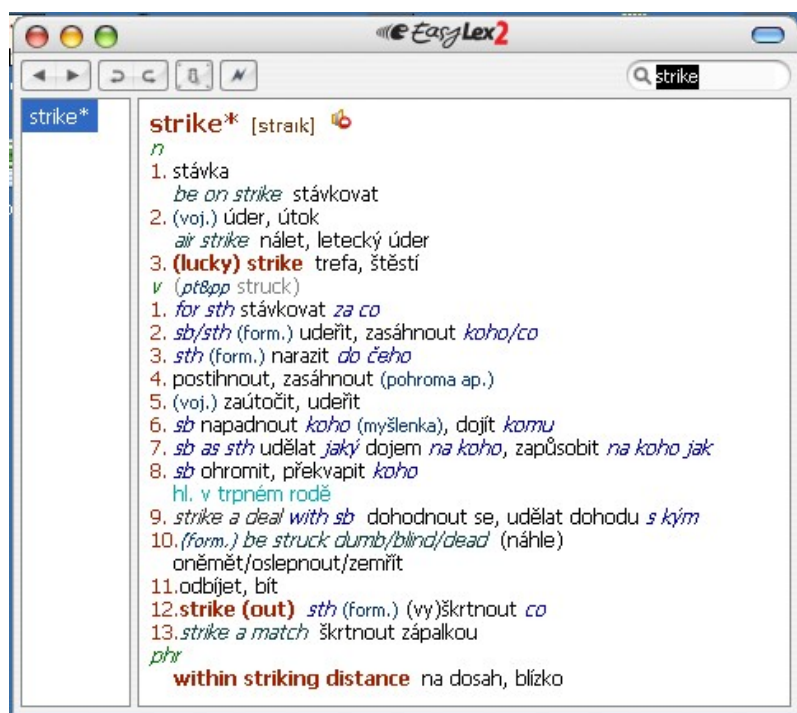 eEasyLex2
strike
strike*
strike* [straɪk]
n
1. stávka
be on strike stávkovat
2. (voj.) úder, útok
air strike nálet, letecký úder
3. (lucky) strike trefa, štěstí
v (pt&pp struck)
1. for sth stávkovat za co
2. sb/sth (form.) udeřit, zasáhnout koho/co
3. sth (form.) narazit do čeho
4. postihnout, zasáhnout (pohroma ap.)
5. (voj.) zaútočit, udeřit
6. sb napadnout koho (myšlenka), dojít komu
7. sb as sth udělat jaký dojem na koho, zapůsobit na koho jak
8. sb ohromit, překvapit koho
hl. v trpném rodě
9. strike a deal with sb dohodnout se, udělat dohodu s kým
10.(form.) be struck dumb/blind/dead (náhle)
oněmět/oslepnout/zemřít
11.odbíjet, bít
12.strike (out) sth (form.) (vy)škrtnout co
13.strike a match škrtnout zápalkou
phr
within striking distance na dosah, blízko